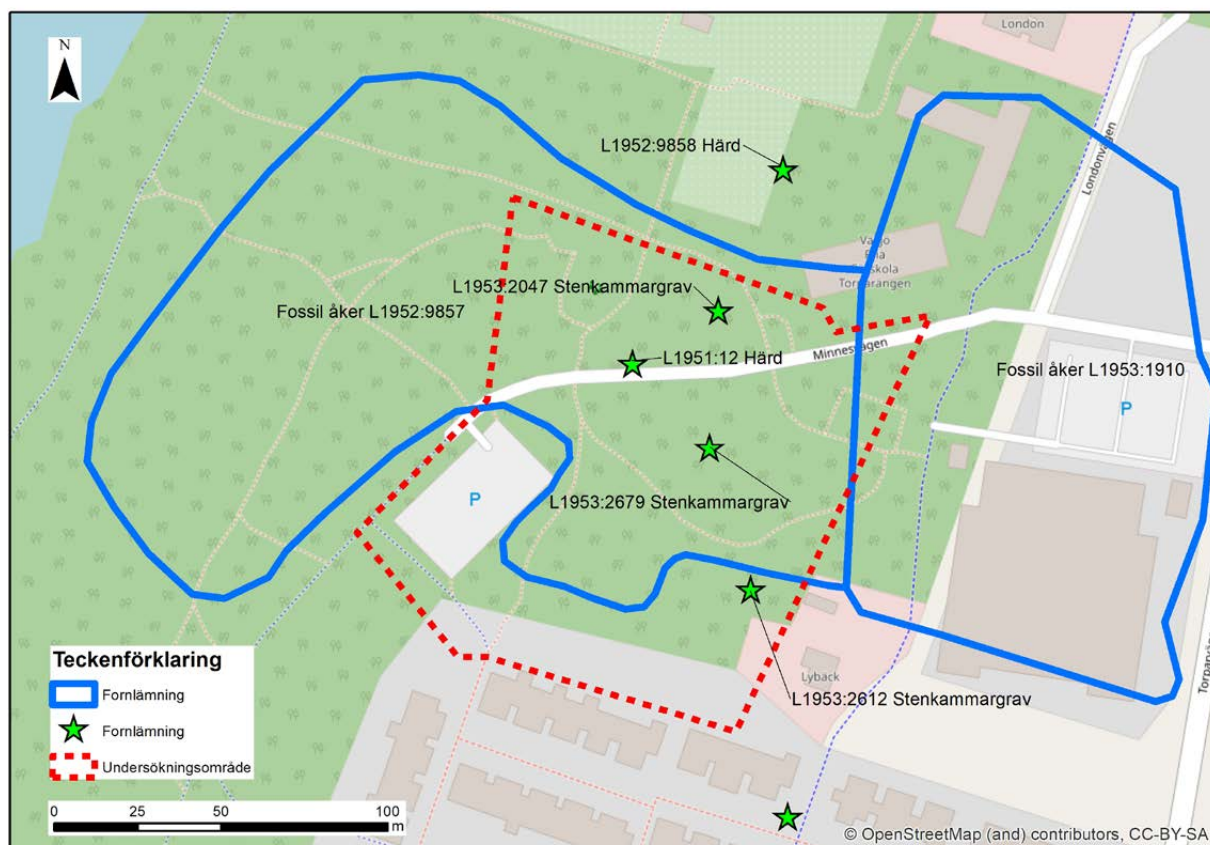 N
London
Londonvägen
L1952:9858 Härd
L1953:2047 Stenkammargrav
Fossil åker L1952:9857
L1951:12 Härd
Minnesvägen
Fossil åker L1953:1910
P
P
L1953:2679 Stenkammargrav
Lyback
L1953:2612 Stenkammargrav
Teckenförklaring
Fornlämning
Fornlämning
Undersökningsområde
0 25 50 100
m
© OpenStreetMap (and) contributors, CC-BY-SA